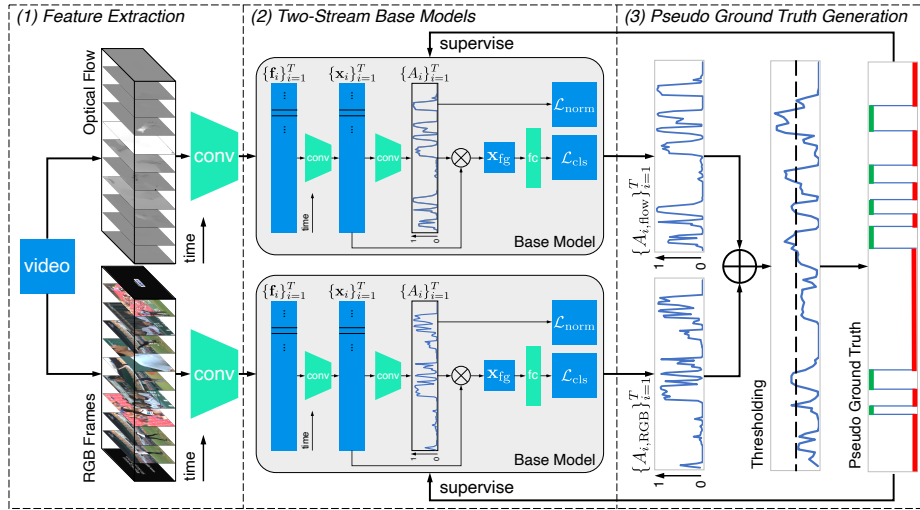 (1) Feature Extraction
(2) Two-Stream Base Models
(3) Pseudo Ground Truth Generation
video
Optical Flow
conv
time
RGB Frames
conv
time
supervise
{f_i}_{i=1}^T
{x_i}_{i=1}^T
{A_i}_{i=1}^T
...
...
...
...
conv
conv
time
1
0
x_fg
fc
L_norm
L_cls
Base Model
{f_i}_{i=1}^T
{x_i}_{i=1}^T
{A_i}_{i=1}^T
...
...
...
...
conv
conv
time
1
0
x_fg
fc
L_norm
L_cls
Base Model
supervise
{A_{i,flow}}_{i=1}^T
1
0
{A_{i,RGB}}_{i=1}^T
1
0
Thresholding
Pseudo Ground Truth